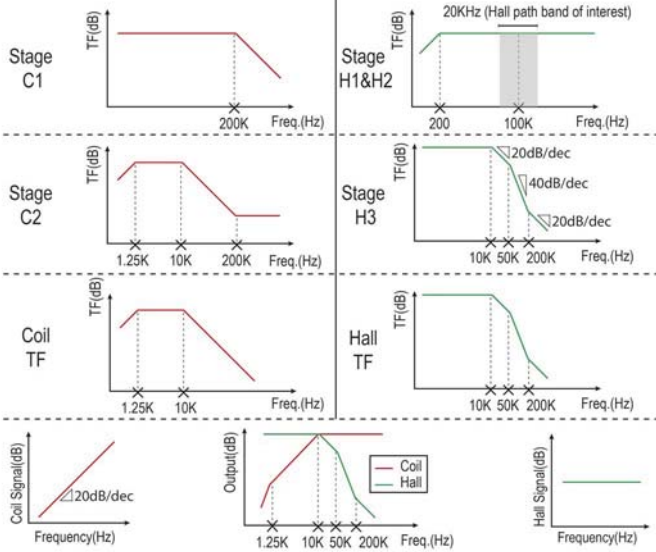 Stage
C1
TF(dB)
200K
Freq.(Hz)
20KHz (Hall path band of interest)
Stage
H1&H2
TF(dB)
200
100K
Freq.(Hz)
Stage
C2
TF(dB)
1.25K
10K
200K
Freq.(Hz)
Stage
H3
TF(dB)
20dB/dec
40dB/dec
20dB/dec
10K
50K
200K
Freq.(Hz)
Coil
TF
TF(dB)
1.25K
10K
Freq.(Hz)
Hall
TF
TF(dB)
10K
50K
200K
Freq.(Hz)
Coil Signal(dB)
20dB/dec
Frequency(Hz)
Output(dB)
Coil
Hall
1.25K
10K
50K
200K
Freq.(Hz)
Hall Signal(dB)
Frequency(Hz)